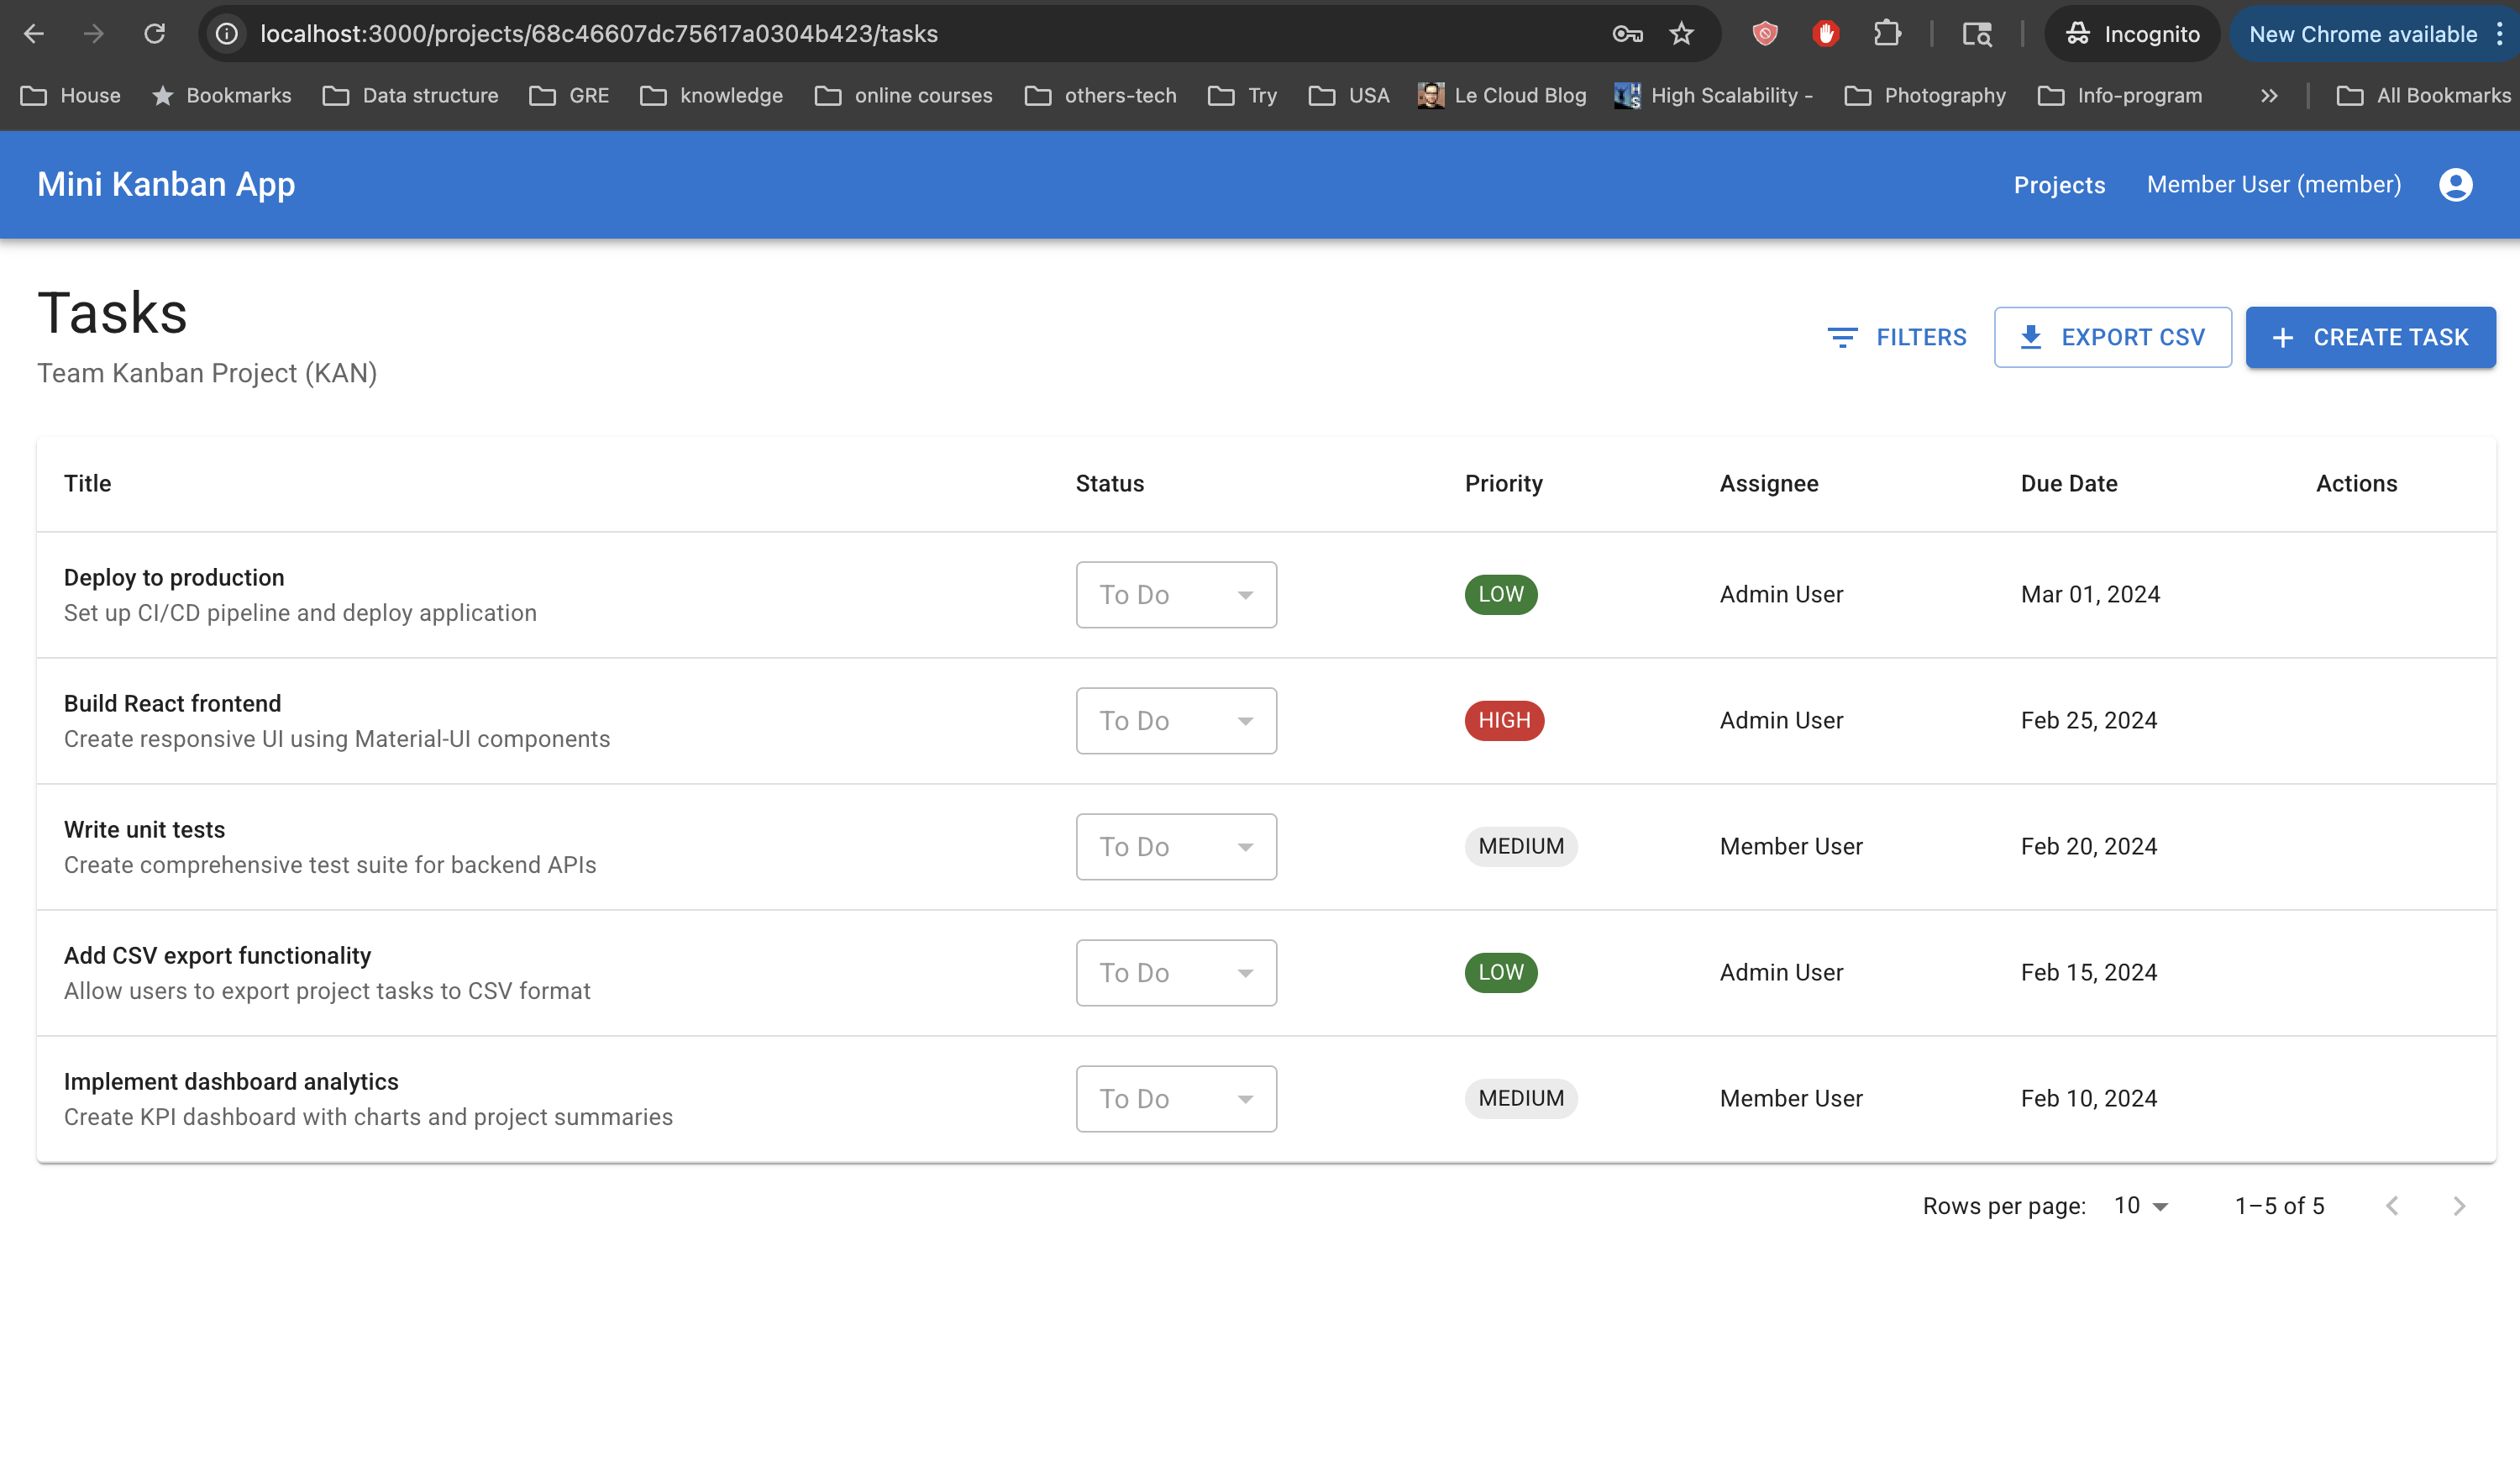 localhost:3000/projects/68c46607dc75617a0304b423/tasks
Incognito
New Chrome available
House
Bookmarks
Data structure
GRE
knowledge
online courses
others-tech
Try
USA
Le Cloud Blog
High Scalability -
Photography
Info-program
All Bookmarks
Mini Kanban App
Projects
Member User (member)
Tasks
Team Kanban Project (KAN)
FILTERS
EXPORT CSV
CREATE TASK
Title Status Priority Assignee Due Date Actions
Deploy to production
Set up CI/CD pipeline and deploy application
To Do LOW Admin User Mar 01, 2024
Build React frontend
Create responsive UI using Material-UI components
To Do HIGH Admin User Feb 25, 2024
Write unit tests
Create comprehensive test suite for backend APIs
To Do MEDIUM Member User Feb 20, 2024
Add CSV export functionality
Allow users to export project tasks to CSV format
To Do LOW Admin User Feb 15, 2024
Implement dashboard analytics
Create KPI dashboard with charts and project summaries
To Do MEDIUM Member User Feb 10, 2024
Rows per page: 10 1–5 of 5